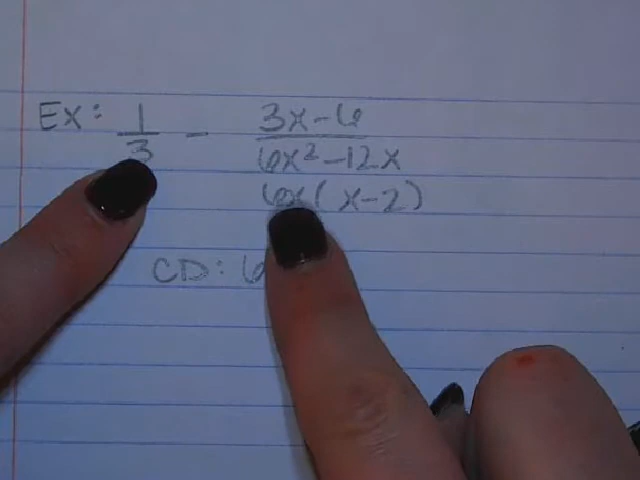 Ex: 1/3 - (3x-6)/(6x²-12x)
6x(x-2)
CD: 6